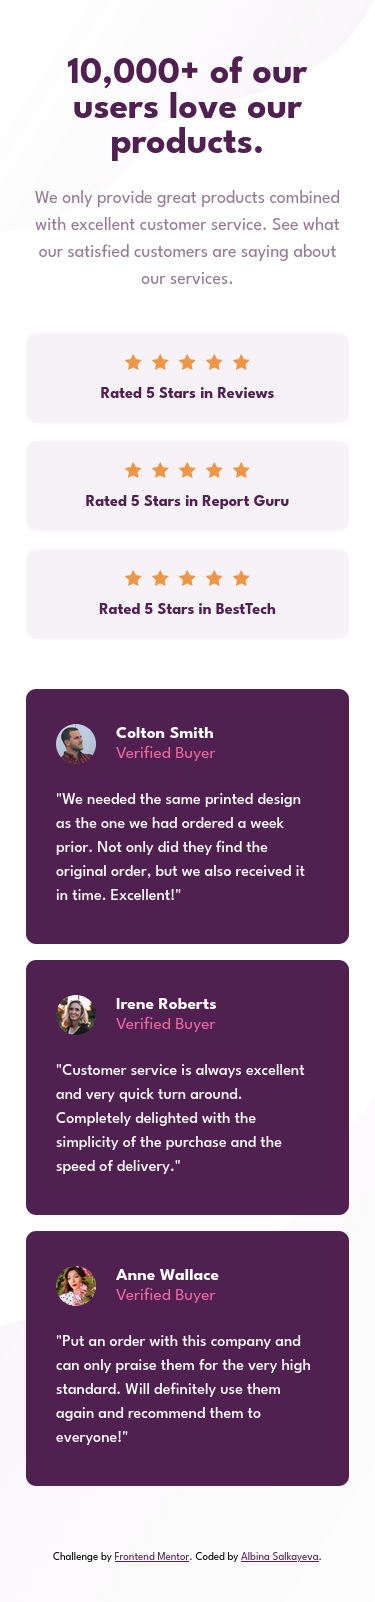 10,000+ of our
users love our
products.
We only provide great products combined
with excellent customer service. See what
our satisfied customers are saying about
our services.
Rated 5 Stars in Reviews
Rated 5 Stars in Report Guru
Rated 5 Stars in BestTech
Colton Smith
Verified Buyer
"We needed the same printed design
as the one we had ordered a week
prior. Not only did they find the
original order, but we also received it
in time. Excellent!"
Irene Roberts
Verified Buyer
"Customer service is always excellent
and very quick turn around.
Completely delighted with the
simplicity of the purchase and the
speed of delivery."
Anne Wallace
Verified Buyer
"Put an order with this company and
can only praise them for the very high
standard. Will definitely use them
again and recommend them to
everyone!"
Challenge by Frontend Mentor. Coded by Albina Salkayeva.